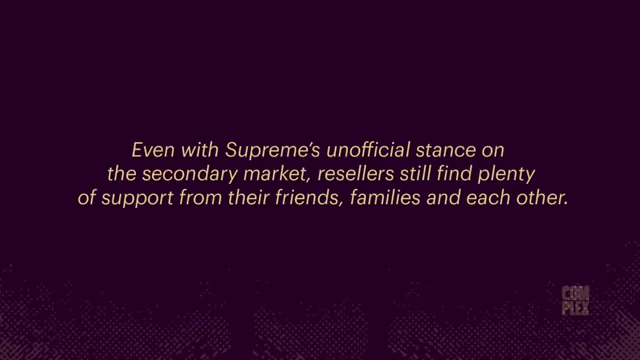 Even with Supreme's unofficial stance on
the secondary market, resellers still find plenty
of support from their friends, families and each other.
COM
PLEX